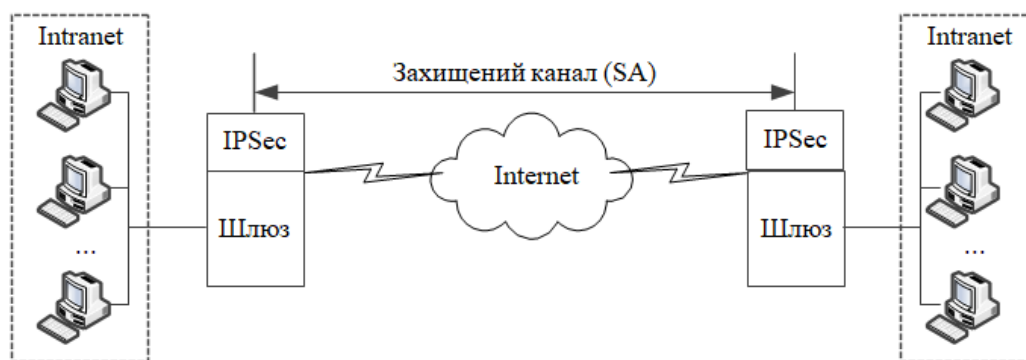 Intranet
Intranet
Захищений канал (SA)
IPSec
IPSec
Internet
Шлюз
Шлюз
...
...